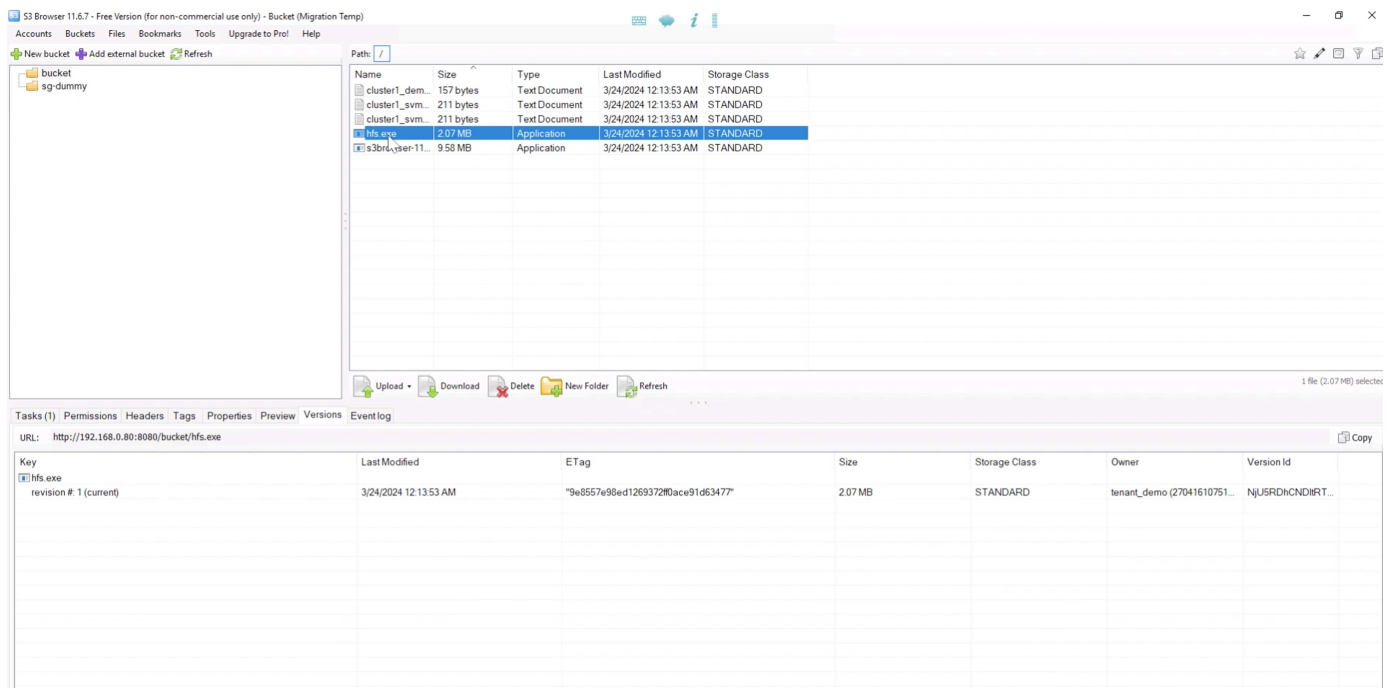 S3 Browser 11.6.7 - Free Version (for non-commercial use only) - Bucket (Migration Temp)
Accounts Buckets Files Bookmarks Tools Upgrade to Pro! Help
New bucket Add external bucket Refresh
Path: /
bucket
sg-dummy
Name Size Type Last Modified Storage Class
cluster1_dem... 157 bytes Text Document 3/24/2024 12:13:53 AM STANDARD
cluster1_svm... 211 bytes Text Document 3/24/2024 12:13:53 AM STANDARD
cluster1_svm... 211 bytes Text Document 3/24/2024 12:13:53 AM STANDARD
hfs.exe 2.07 MB Application 3/24/2024 12:13:53 AM STANDARD
s3browser-11... 9.58 MB Application 3/24/2024 12:13:53 AM STANDARD
Upload Download Delete New Folder Refresh
1 file (2.07 MB) selected
Tasks (1) Permissions Headers Tags Properties Preview Versions Event log
URL: http://192.168.0.80:8080/bucket/hfs.exe
Copy
Key Last Modified ETag Size Storage Class Owner Version Id
hfs.exe
revision #: 1 (current) 3/24/2024 12:13:53 AM "9e8557e98ed1269372ff0ace91d63477" 2.07 MB STANDARD tenant_demo (27041610751... NjU5RDhCNDItRT...